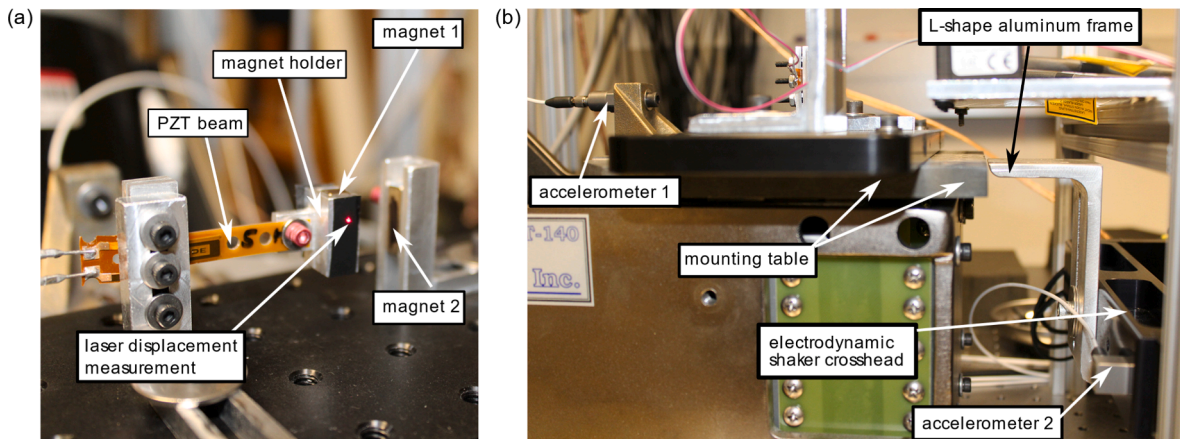 (a)
magnet 1
magnet holder
PZT beam
laser displacement
measurement
magnet 2
(b)
L-shape aluminum frame
accelerometer 1
T-140
Inc.
mounting table
electrodynamic
shaker crosshead
accelerometer 2